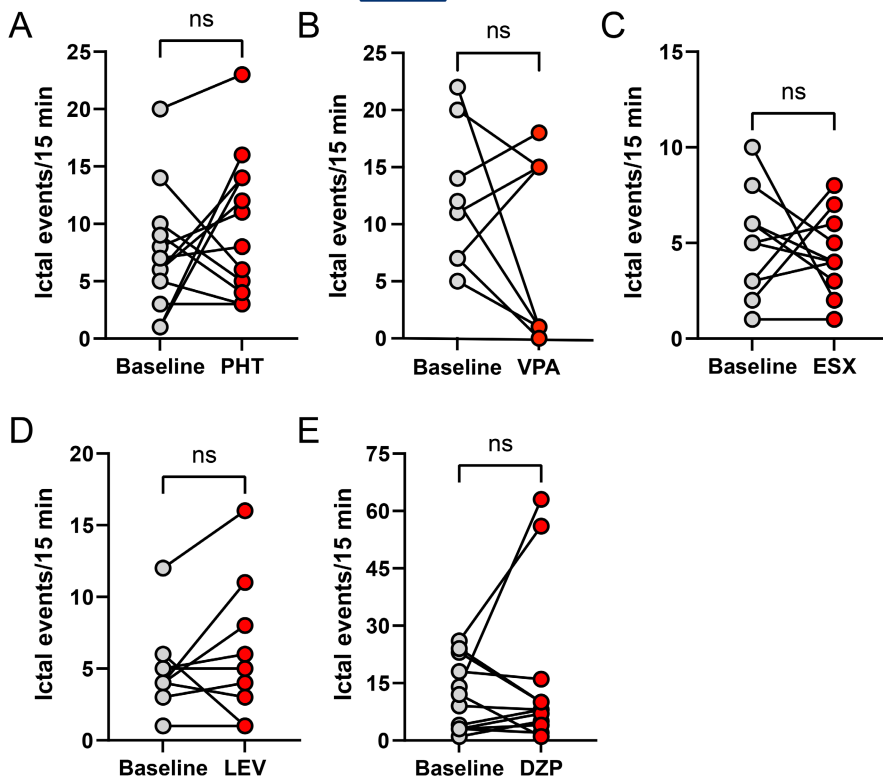 A
B
C
ns
ns
ns
Ictal events/15 min
25
20
15
10
5
0
Baseline PHT
Ictal events/15 min
25
20
15
10
5
0
Baseline VPA
Ictal events/15 min
15
10
5
0
Baseline ESX
D
E
ns
ns
Ictal events/15 min
20
15
10
5
0
Baseline LEV
Ictal events/15 min
75
60
45
30
15
0
Baseline DZP